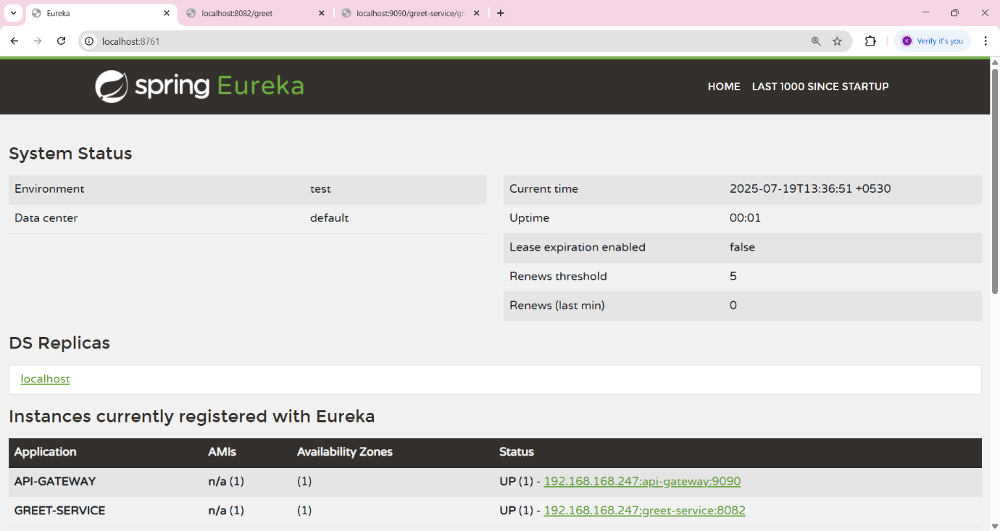 Eureka
localhost:8082/greet
localhost:9090/greet-service/gr
localhost:8761
K
Verify it's you
spring Eureka
HOME
LAST 1000 SINCE STARTUP
System Status
Environment test
Data center default
Current time 2025-07-19T13:36:51 +0530
Uptime 00:01
Lease expiration enabled false
Renews threshold 5
Renews (last min) 0
DS Replicas
localhost
Instances currently registered with Eureka
Application AMIs Availability Zones Status
API-GATEWAY n/a (1) (1) UP (1) - 192.168.168.247:api-gateway:9090
GREET-SERVICE n/a (1) (1) UP (1) - 192.168.168.247:greet-service:8082